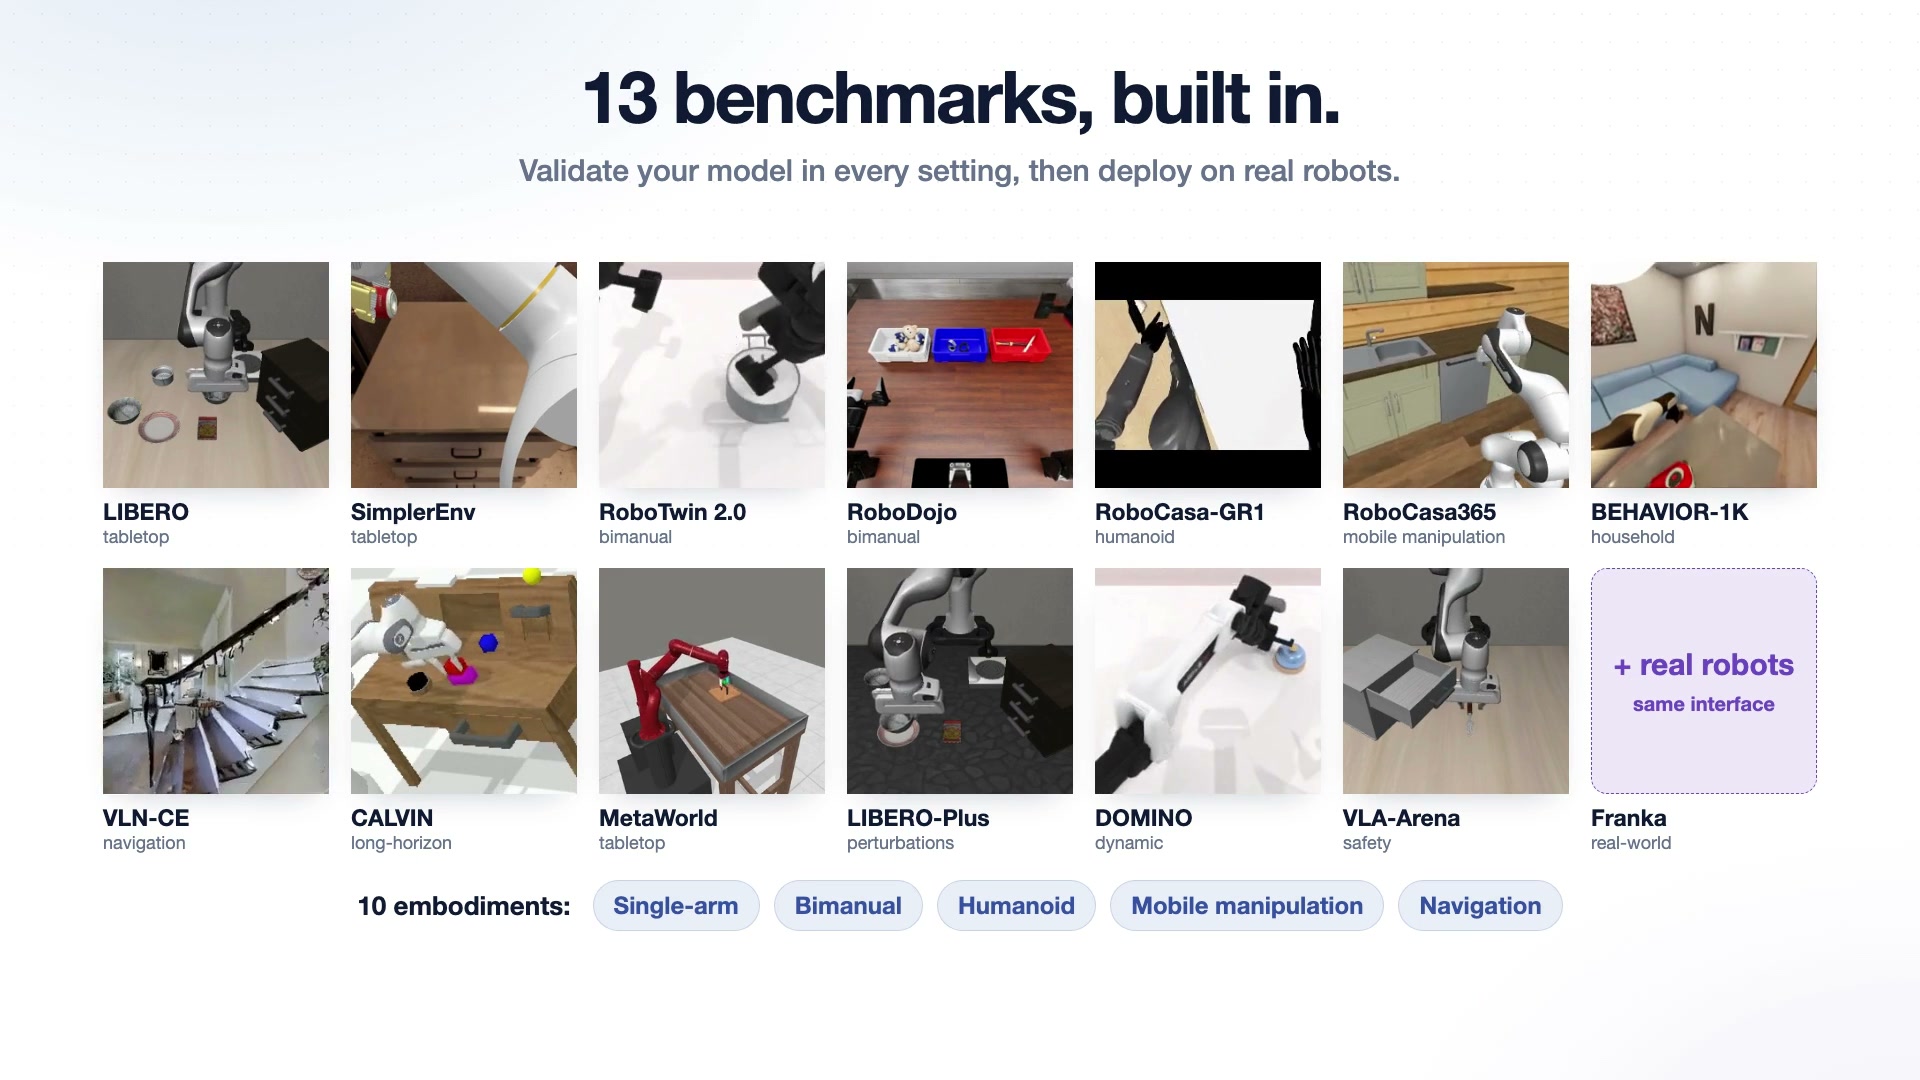 13 benchmarks, built in.
Validate your model in every setting, then deploy on real robots.
LIBERO
tabletop
SimplerEnv
tabletop
RoboTwin 2.0
bimanual
RoboDojo
bimanual
RoboCasa-GR1
humanoid
RoboCasa365
mobile manipulation
N
BEHAVIOR-1K
household
VLN-CE
navigation
CALVIN
long-horizon
MetaWorld
tabletop
LIBERO-Plus
perturbations
DOMINO
dynamic
VLA-Arena
safety
+ real robots
same interface
Franka
real-world
10 embodiments:
Single-arm
Bimanual
Humanoid
Mobile manipulation
Navigation